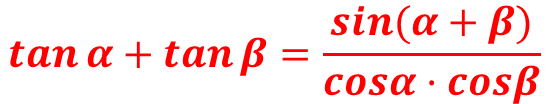 tan α + tan β = sin(α + β) / cosα · cosβ